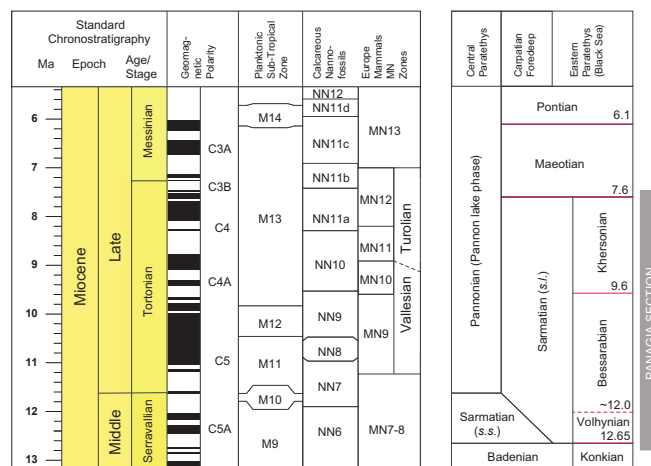 Standard
Chronostratigraphy
Ma Epoch Age/
Stage
Geomag-
netic
Polarity
Planktonic
Sub-Tropical
Zone
Calcareous
Nanno-
fossils
Europe
Mammals
MN
Zones
Central
Paratethys
Carpatian
Foredeep
Eastern
Paratethys
(Black Sea)
6
7
8
9
10
11
12
13
Miocene
Late
Middle
Messinian
Tortonian
Serravallian
C3A
C3B
C4
C4A
C5
C5A
M14
M13
M12
M11
M10
M9
NN12
NN11d
NN11c
NN11b
NN11a
NN10
NN9
NN8
NN7
NN6
MN13
MN12
MN11
MN10
MN9
MN7-8
Turolian
Vallesian
Pannonian (Pannon lake phase)
Sarmatian
(s.s.)
Badenian
Sarmatian (s.l.)
Pontian
6.1
Maeotian
7.6
Khersonian
9.6
Bessarabian
~12.0
Volhynian
12.65
Konkian
PANAGIA SECTION